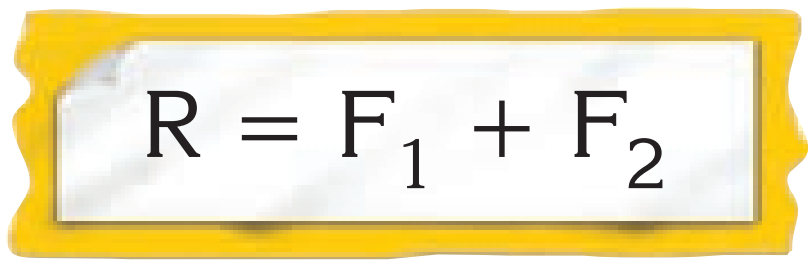 R = F₁ + F₂